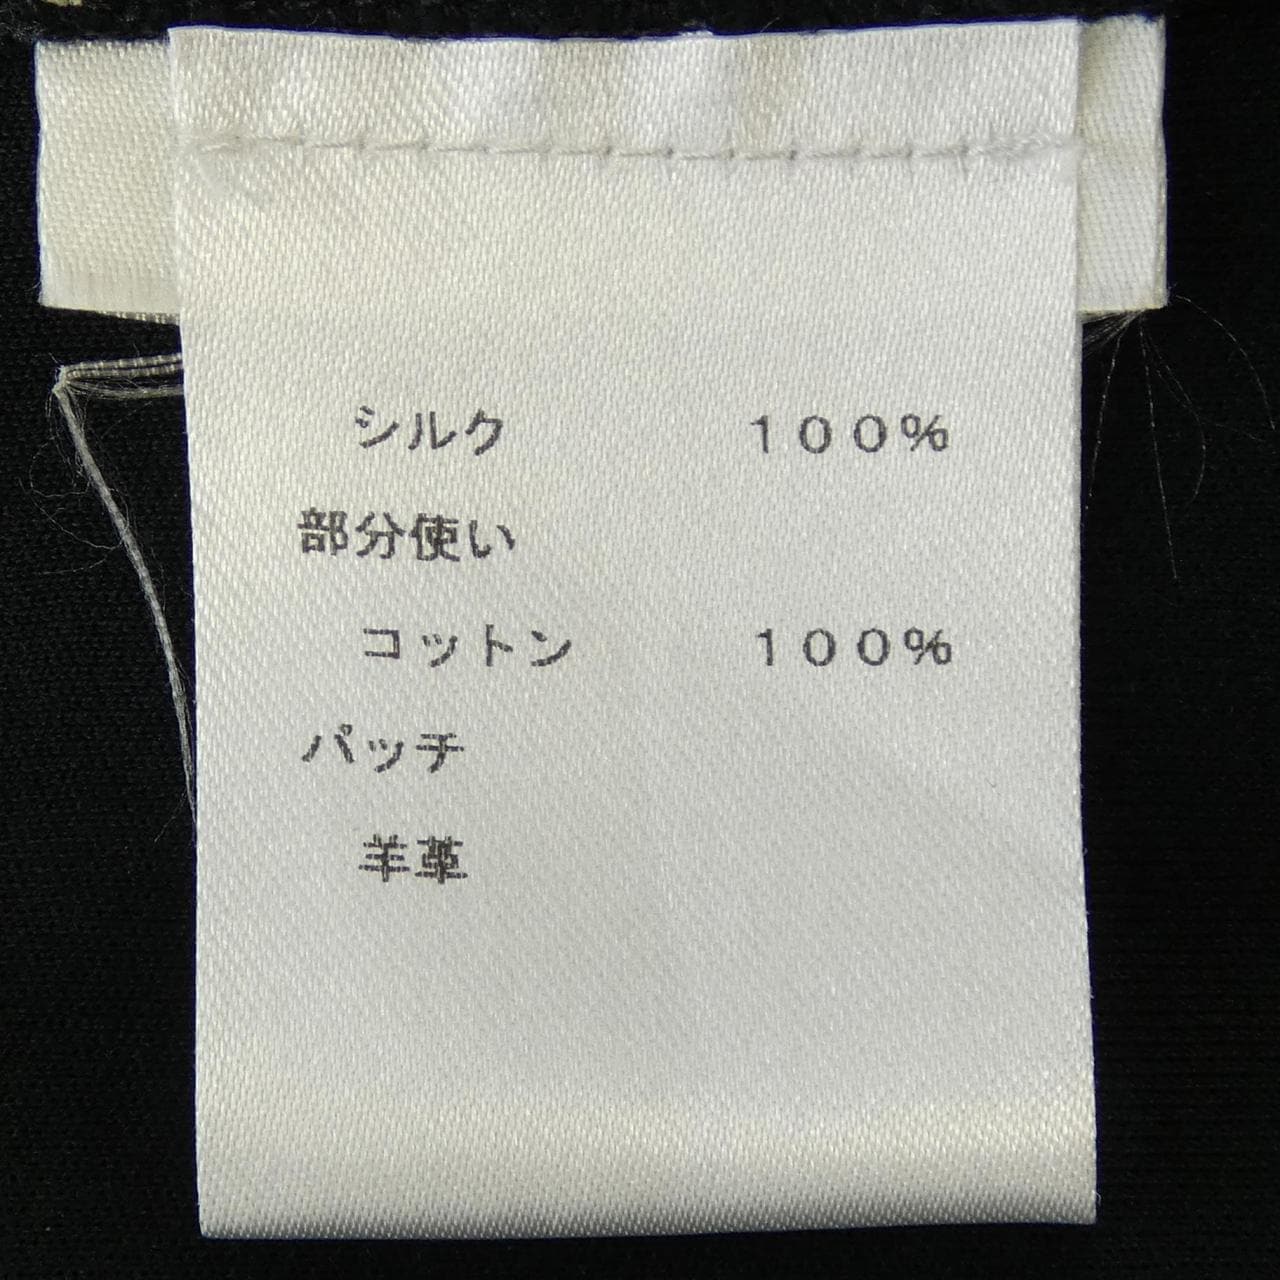 シルク 100%
部分使い
コットン 100%
パッチ
羊革